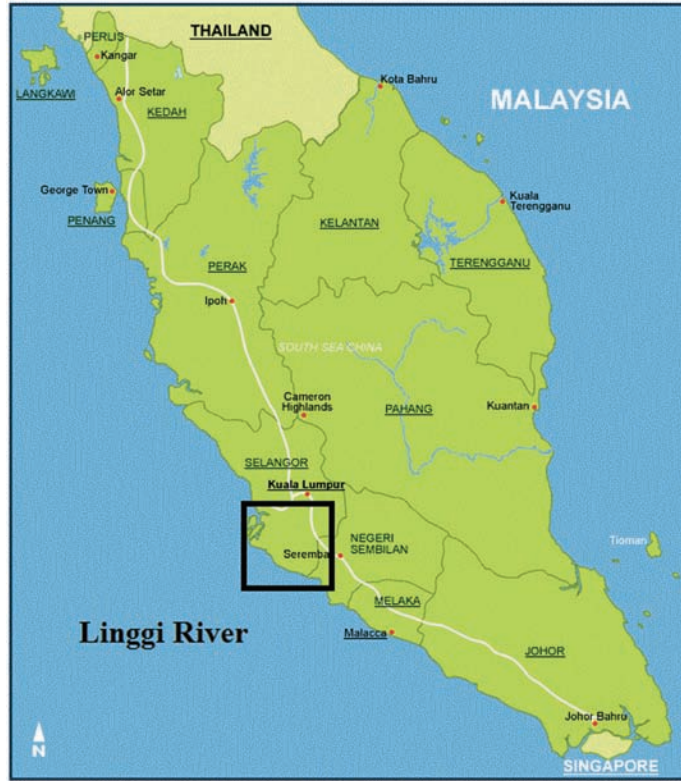 THAILAND
PERLIS
Kangar
LANGKAWI
Alor Setar
KEDAH
Kota Bahru
MALAYSIA
George Town
PENANG
Kuala
Terengganu
KELANTAN
TERENGGANU
PERAK
Ipoh
SOUTH SEA CHINA
Cameron
Highlands
PAHANG
Kuantan
SELANGOR
Kuala Lumpur
NEGERI
SEMBILAN
Seremba
Tioman
MELAKA
Linggi River
Malacca
JOHOR
Johor Bahru
N
SINGAPORE